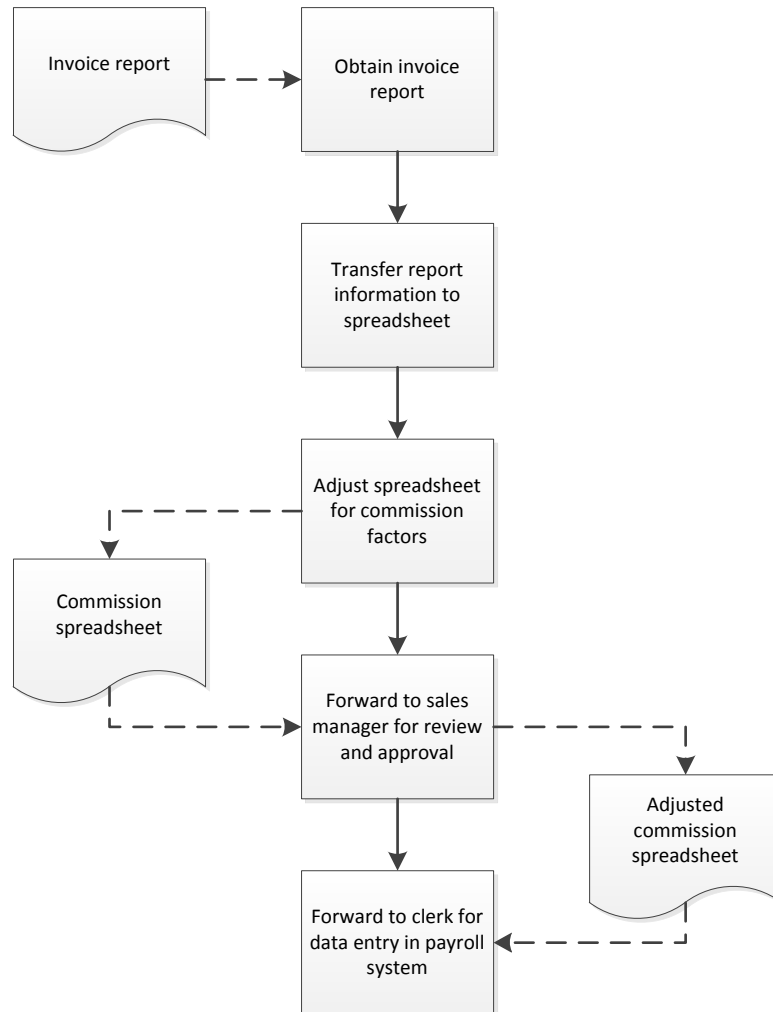 Invoice report
Obtain invoice
report
Transfer report
information to
spreadsheet
Adjust spreadsheet
for commission
factors
Commission
spreadsheet
Forward to sales
manager for review
and approval
Adjusted
commission
spreadsheet
Forward to clerk for
data entry in payroll
system